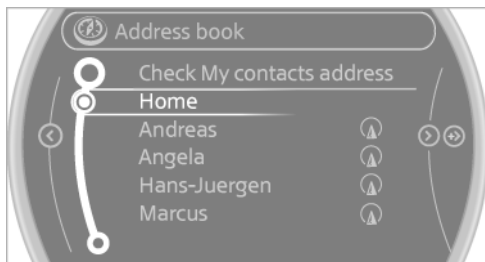 Address book
Check My contacts address
Home
Andreas
Angela
Hans-Juergen
Marcus